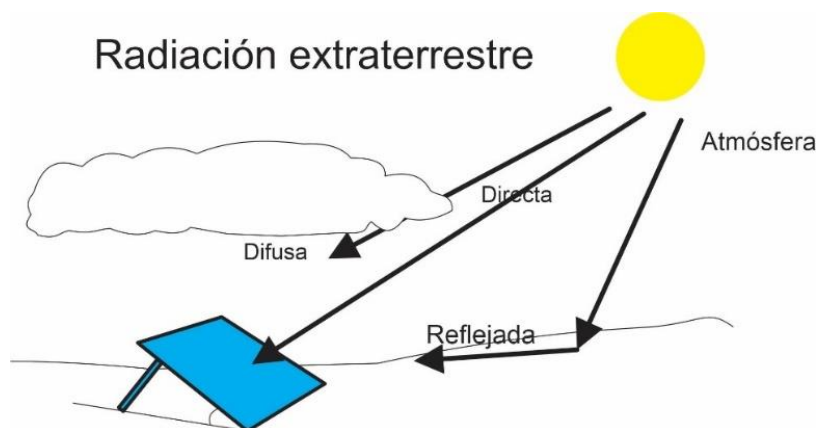 Radiación extraterrestre
Atmósfera
Directa
Difusa
Reflejada